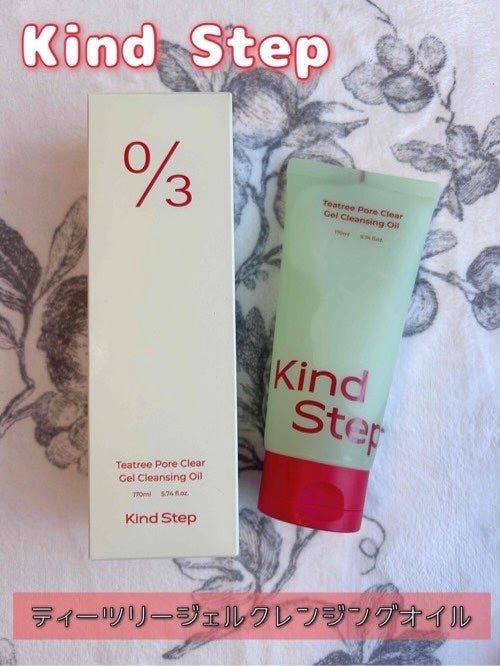 Kind Step
0/3
Teatree Pore Clear
Gel Cleansing Oil
170ml 5.74 fl.oz.
Kind Step
Teatree Pore Clear
Gel Cleansing Oil
170ml 5.74 fl.oz.
Kind
Step
ティーツリージェルクレンジングオイル